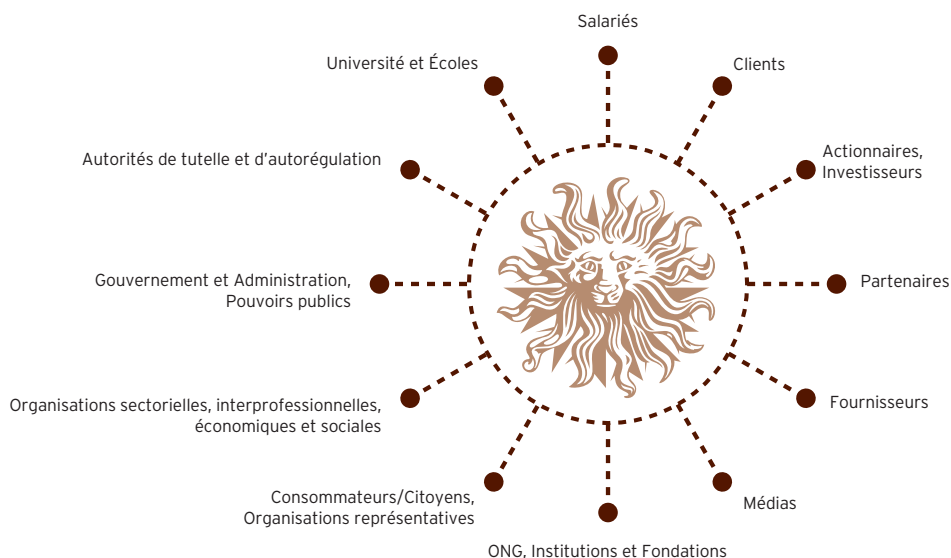 Salariés
Clients
Actionnaires,
Investisseurs
Partenaires
Fournisseurs
Médias
ONG, Institutions et Fondations
Consommateurs/Citoyens,
Organisations représentatives
Organisations sectorielles, interprofessionnelles,
économiques et sociales
Gouvernement et Administration,
Pouvoirs publics
Autorités de tutelle et d'autorégulation
Université et Écoles